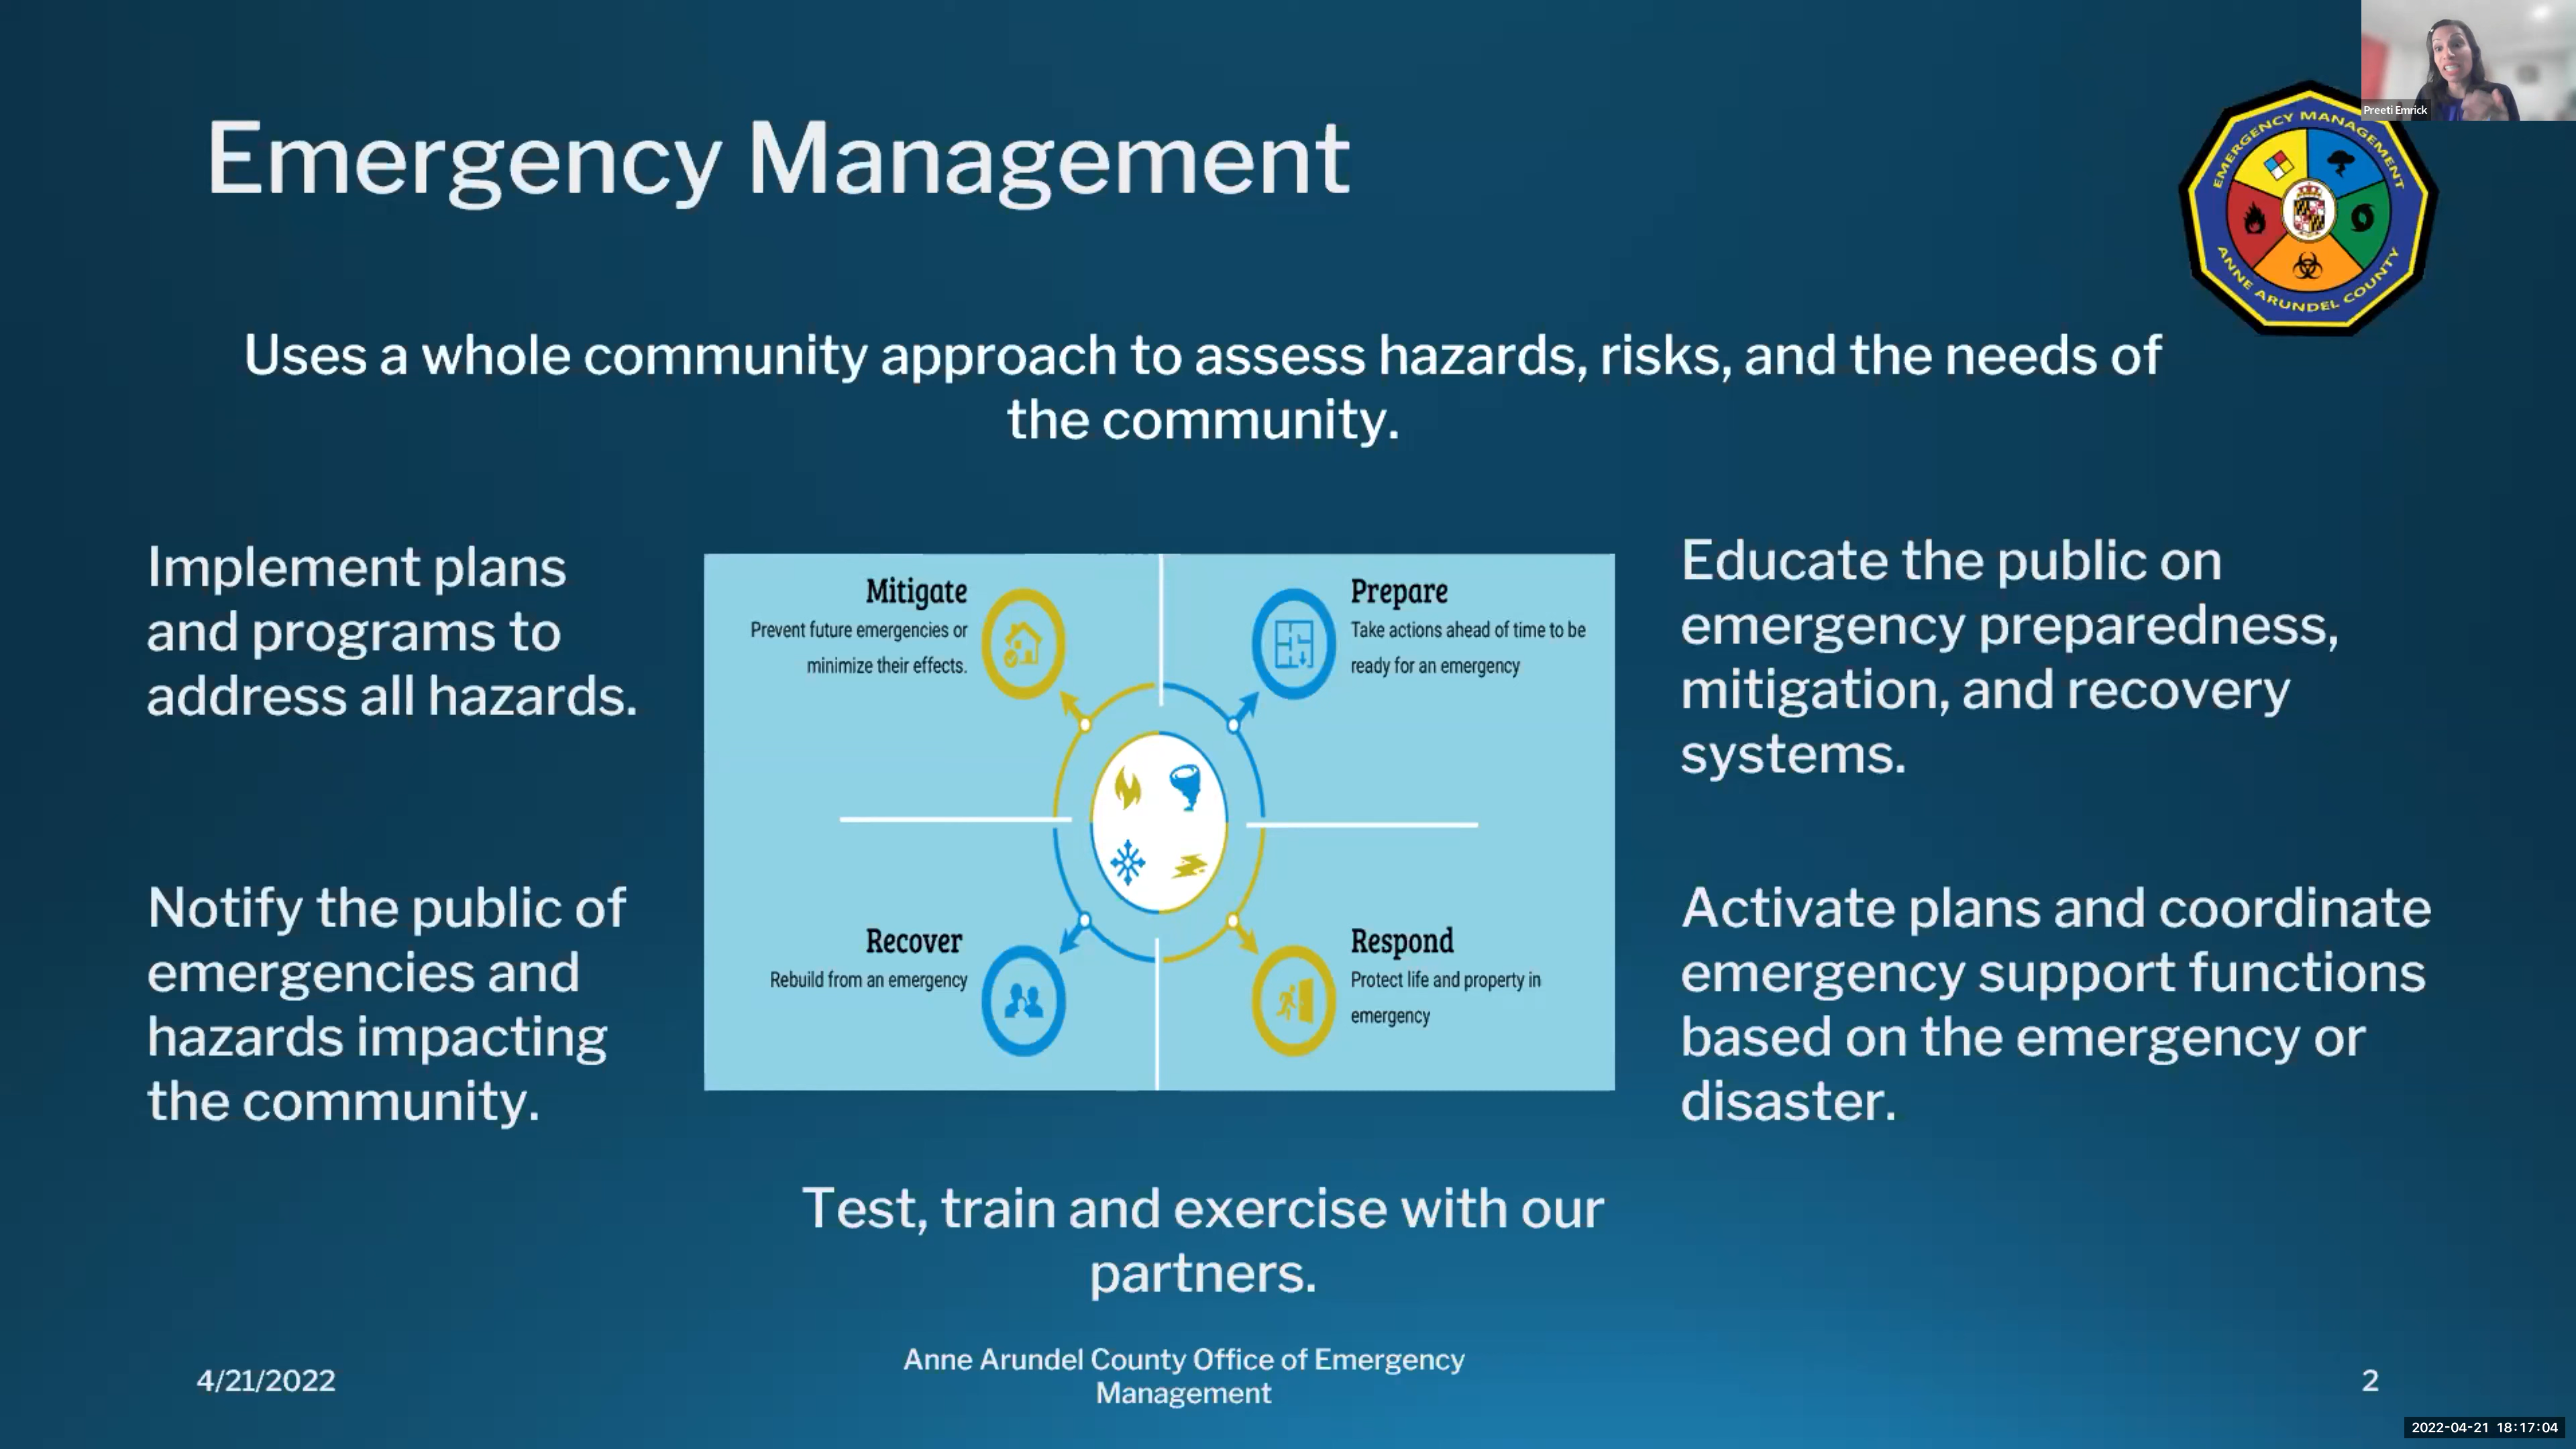 Preeti Emrick
EMERGENCY MANAGEMENT
ANNE ARUNDEL COUNTY
Emergency Management
Uses a whole community approach to assess hazards, risks, and the needs of
the community.
Implement plans
and programs to
address all hazards.
Notify the public of
emergencies and
hazards impacting
the community.
Mitigate
Prevent future emergencies or
minimize their effects.
Prepare
Take actions ahead of time to be
ready for an emergency
Recover
Rebuild from an emergency
Respond
Protect life and property in
emergency
Educate the public on
emergency preparedness,
mitigation, and recovery
systems.
Activate plans and coordinate
emergency support functions
based on the emergency or
disaster.
Test, train and exercise with our
partners.
4/21/2022
Anne Arundel County Office of Emergency
Management
2
2022-04-21 18:17:04